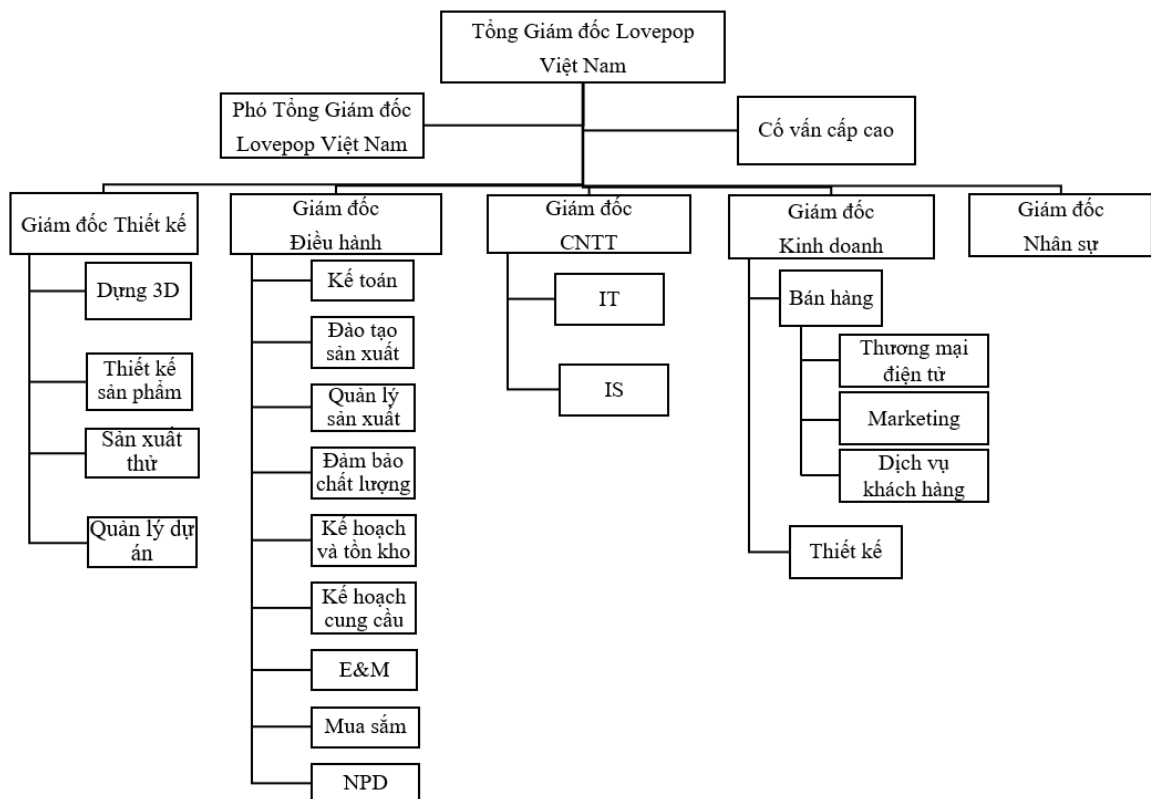 Tổng Giám đốc Lovepop
Việt Nam
Phó Tổng Giám đốc
Lovepop Việt Nam
Cố vấn cấp cao
Giám đốc Thiết kế
Giám đốc
Điều hành
Giám đốc
CNTT
Giám đốc
Kinh doanh
Giám đốc
Nhân sự
Dựng 3D
Thiết kế
sản phẩm
Sản xuất
thử
Quản lý dự
án
Kế toán
Đào tạo
sản xuất
Quản lý
sản xuất
Đảm bảo
chất lượng
Kế hoạch
và tồn kho
Kế hoạch
cung cầu
E&M
Mua sắm
NPD
IT
IS
Bán hàng
Thương mại
điện tử
Marketing
Dịch vụ
khách hàng
Thiết kế